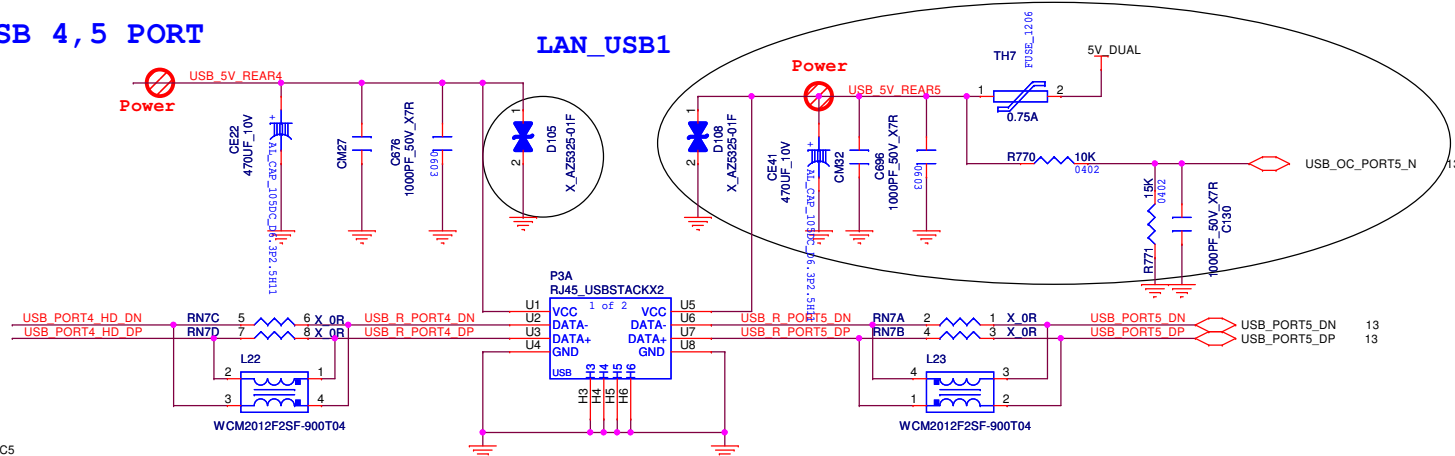 SB 4,5 PORT
LAN_USB1
Power
USB_5V_REAR4
CE22
470UF_10V
CM27
C676
1000PF_50V_X7R
0603
1
2
D105
X_AZ5325-01F
1
2
D108
X_AZ5325-01F
Power
USB_5V_REAR5
CE41
470UF_10V
CM32
C696
1000PF_50V_X7R
0603
TH7
FUSE_1206
1
2
0.75A
5V_DUAL
R770
10K
0402
USB_OC_PORT5_N
R771
15K
0402
1000PF_50V_X7R
C130
P3A
RJ45_USBSTACKX2
1 of 2
U1
VCC
U2
DATA-
U3
DATA+
U4
GND
USB
VCC
U5
DATA-
U6
DATA+
U7
GND
U8
H3
H4
H5
H6
H3
H4
H5
H6
USB_PORT4_HD_DN
RN7C
5
6
X_0R
USB_R_PORT4_DN
USB_PORT4_HD_DP
RN7D
7
8
X_0R
USB_R_PORT4_DP
L22
2
1
3
4
WCM2012F2SF-900T04
USB_R_PORT5_DN
RN7A
2
1
X_0R
USB_PORT5_DN
USB_PORT5_DN
13
USB_R_PORT5_DP
RN7B
4
3
X_0R
USB_PORT5_DP
USB_PORT5_DP
13
L23
4
3
1
2
WCM2012F2SF-900T04
C5